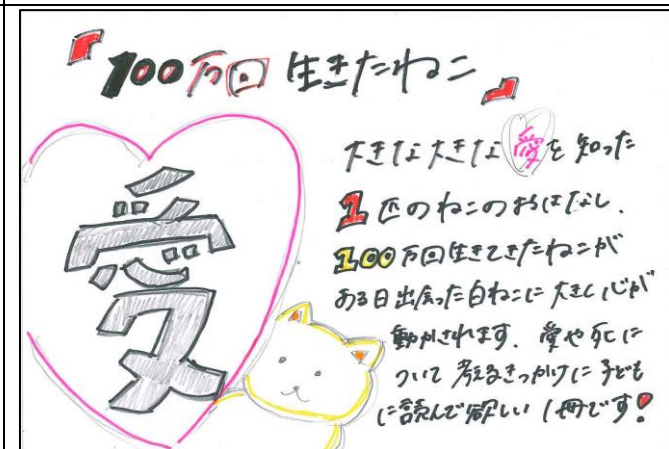 『100万回生きたねこ』
愛
大きな大きな愛を知った
1匹のねこのおはなし.
100万回生きてきたねこが
ある日出会った白ねこに大きく心が
動かされます.愛や死に
ついて考えるきっかけに子ども
に読んで欲しい1冊です!